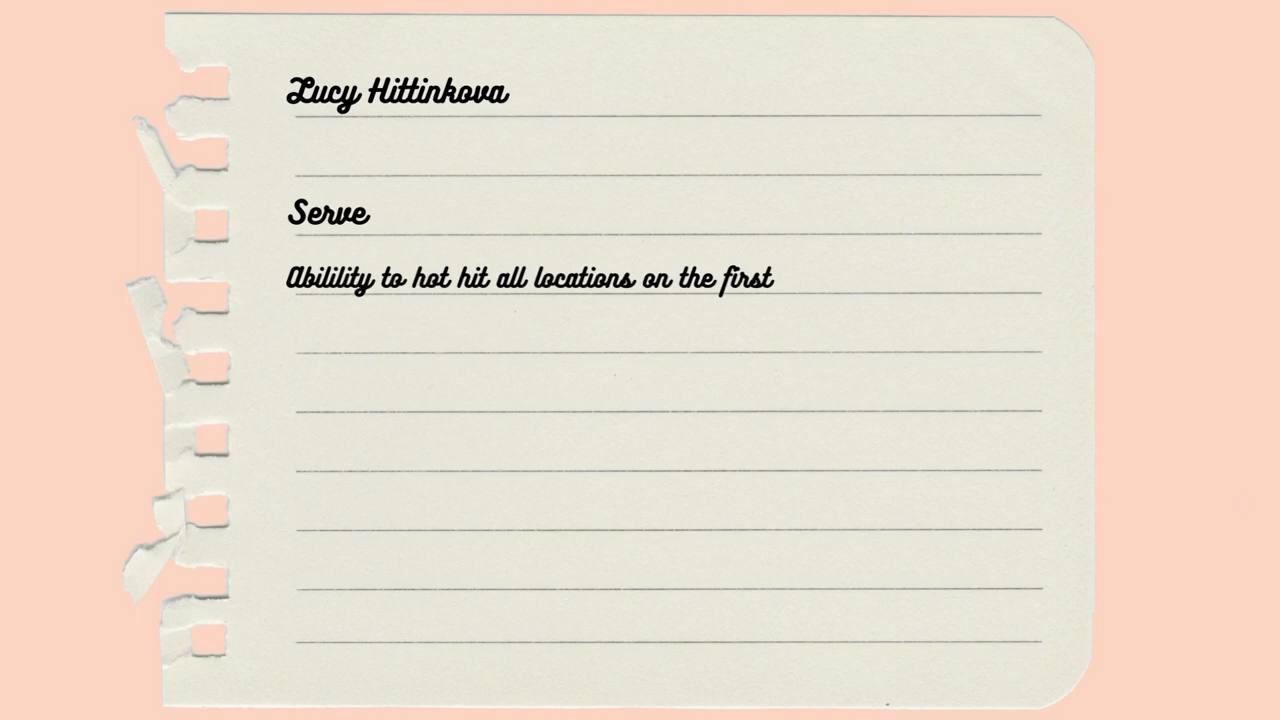 Lucy Hittinkova
Serve
Abilility to hot hit all locations on the first